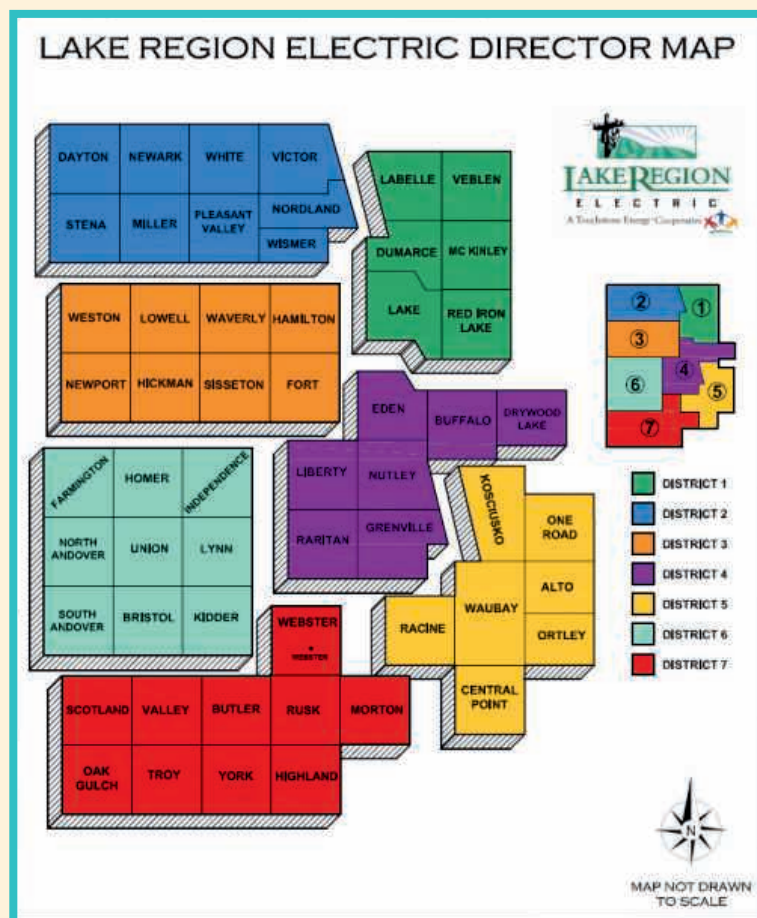 LAKE REGION ELECTRIC DIRECTOR MAP
LAKE REGION
ELECTRIC
A Touchstone Energy Cooperative
DAYTON NEWARK WHITE VICTOR
STENA MILLER PLEASANT VALLEY NORDLAND
WISMER
LABELLE VEBLEN
DUMARCE MC KINLEY
LAKE RED IRON LAKE
WESTON LOWELL WAVERLY HAMILTON
NEWPORT HICKMAN SISSETON FORT
EDEN BUFFALO DRYWOOD LAKE
LIBERTY NUTLEY
RARITAN GRENVILLE
FARMINGTON HOMER INDEPENDENCE
NORTH ANDOVER UNION LYNN
SOUTH ANDOVER BRISTOL KIDDER
KOSCIUSKO ONE ROAD
WAUBAY ALTO
RACINE ORTLEY
CENTRAL POINT
WEBSTER
WEBSTER
SCOTLAND VALLEY BUTLER RUSK MORTON
OAK GULCH TROY YORK HIGHLAND
2 1
3
4
6 5
7
DISTRICT 1
DISTRICT 2
DISTRICT 3
DISTRICT 4
DISTRICT 5
DISTRICT 6
DISTRICT 7
N
MAP NOT DRAWN
TO SCALE